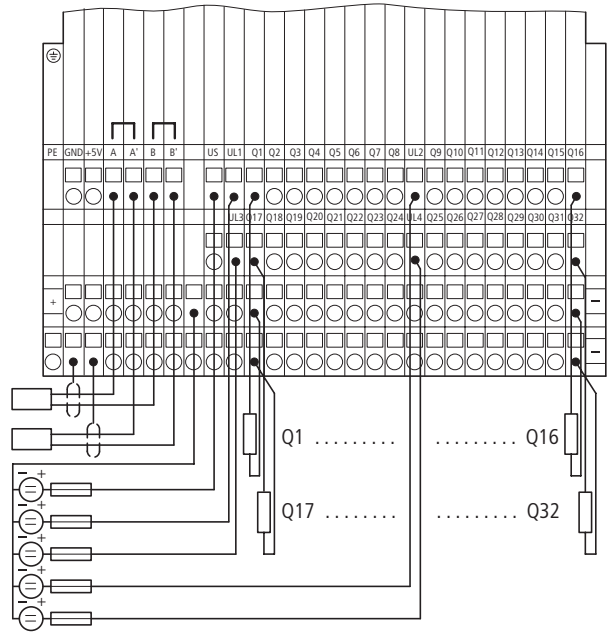 PE GND +5V A A' B B' US UL1 Q1 Q2 Q3 Q4 Q5 Q6 Q7 Q8 UL2 Q9 Q10 Q11 Q12 Q13 Q14 Q15 Q16
UL3 Q17 Q18 Q19 Q20 Q21 Q22 Q23 Q24 UL4 Q25 Q26 Q27 Q28 Q29 Q30 Q31 Q32
+ −
−
Q1 ......... ......... Q16
Q17 ........ ......... Q32
− +
− +
− +
− +
− +